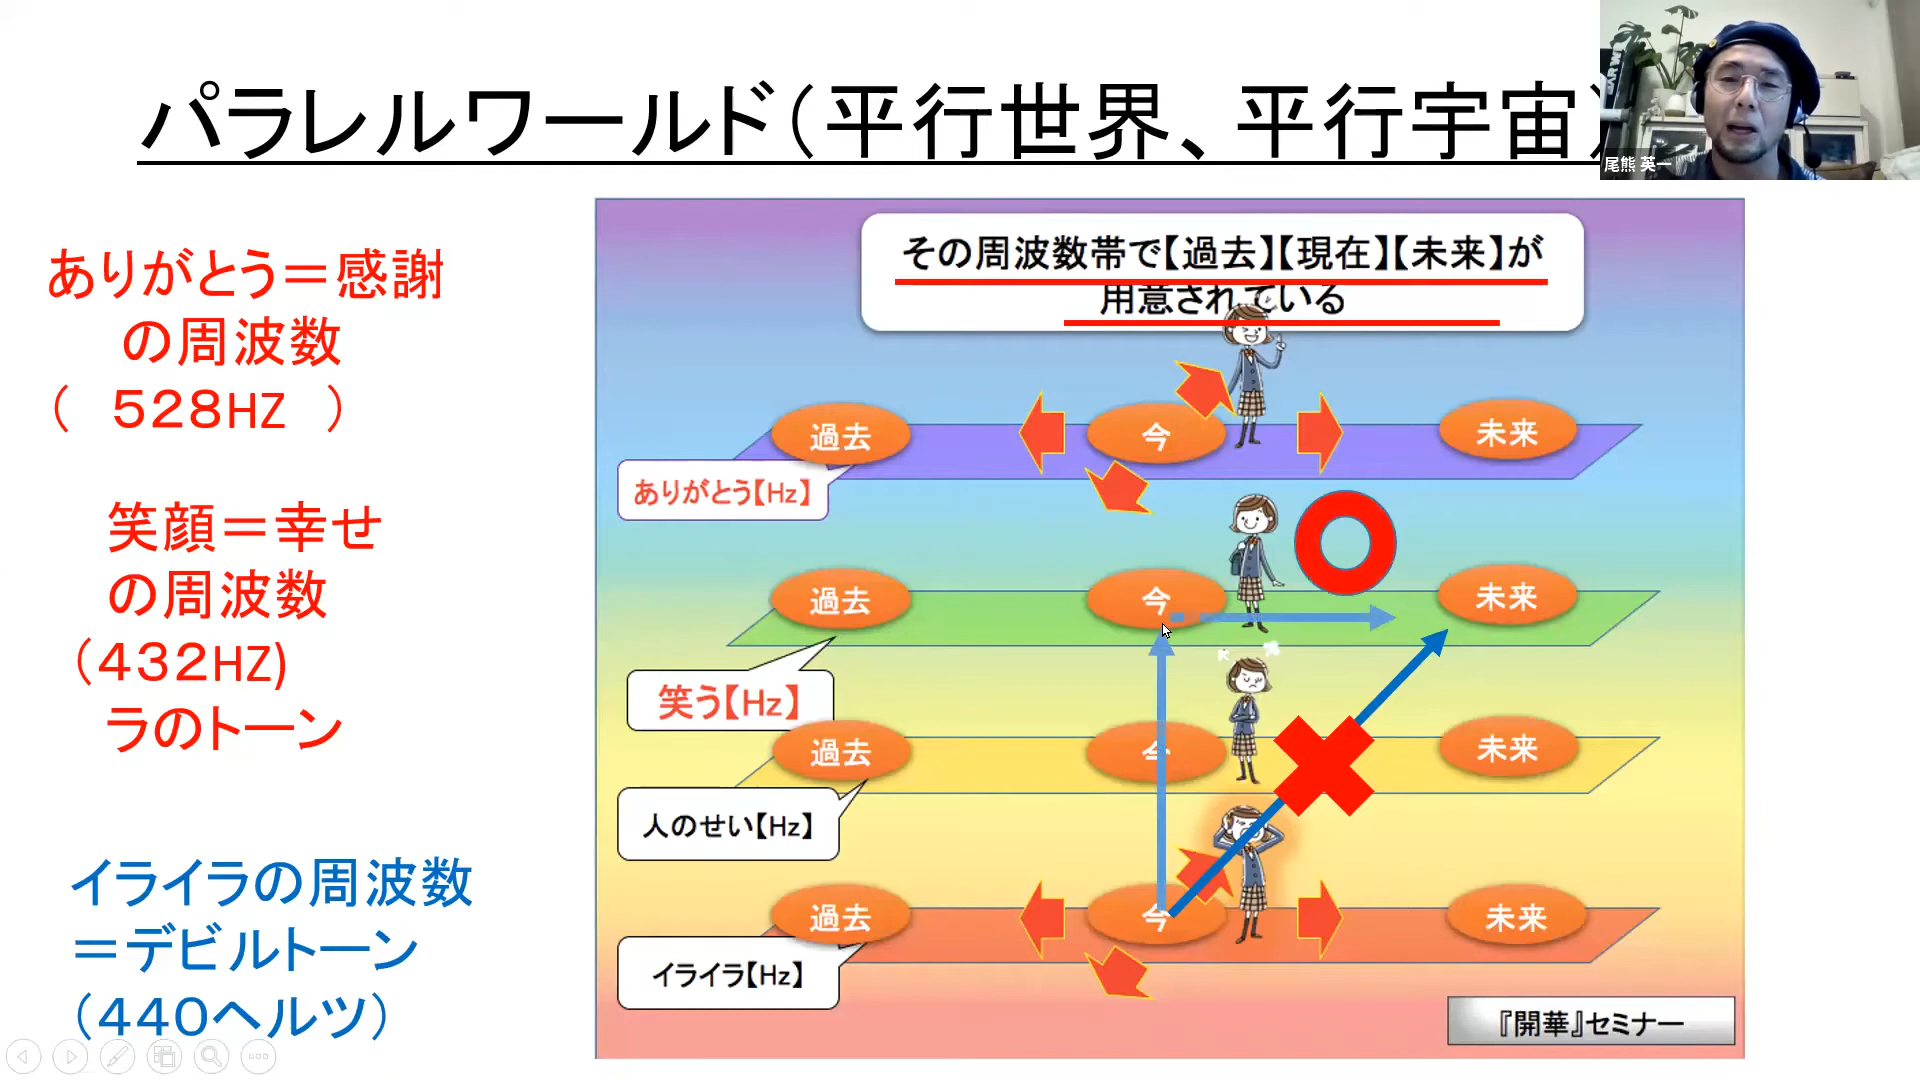 パラレルワールド（平行世界、平行宇宙）
尾熊 英一
ありがとう＝感謝
の周波数
（ 528HZ ）
笑顔＝幸せ
の周波数
（432HZ)
ラのトーン
イライラの周波数
＝デビルトーン
（440ヘルツ）
その周波数帯で【過去】【現在】【未来】が
用意されている
過去
今
未来
ありがとう【Hz】
過去
今
未来
笑う【Hz】
過去
今
未来
人のせい【Hz】
過去
今
未来
イライラ【Hz】
『開華』セミナー